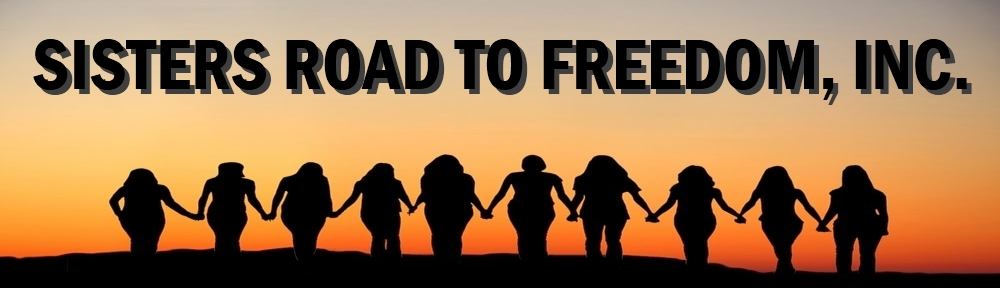 SISTERS ROAD TO FREEDOM, INC.